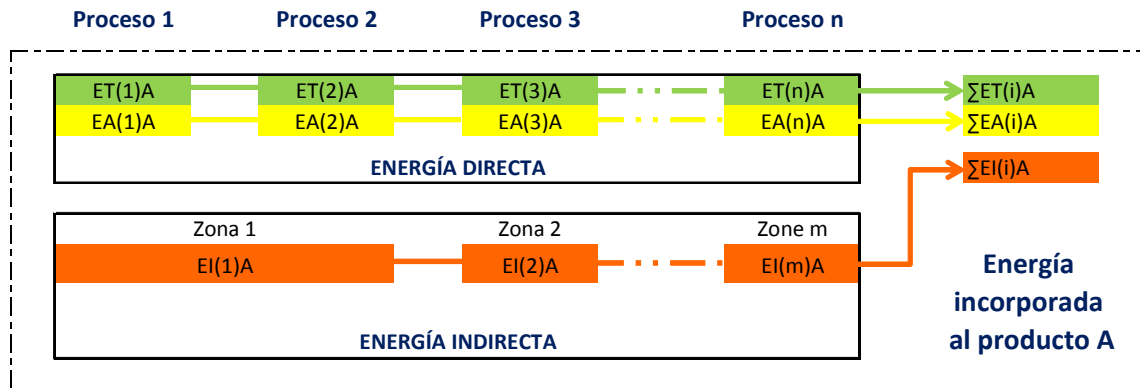 Proceso 1 Proceso 2 Proceso 3 Proceso n
ET(1)A ET(2)A ET(3)A ET(n)A ∑ET(i)A
EA(1)A EA(2)A EA(3)A EA(n)A ∑EA(i)A
ENERGÍA DIRECTA
∑EI(i)A
Zona 1 Zona 2 Zone m
EI(1)A EI(2)A EI(m)A
ENERGÍA INDIRECTA
Energía
incorporada
al producto A